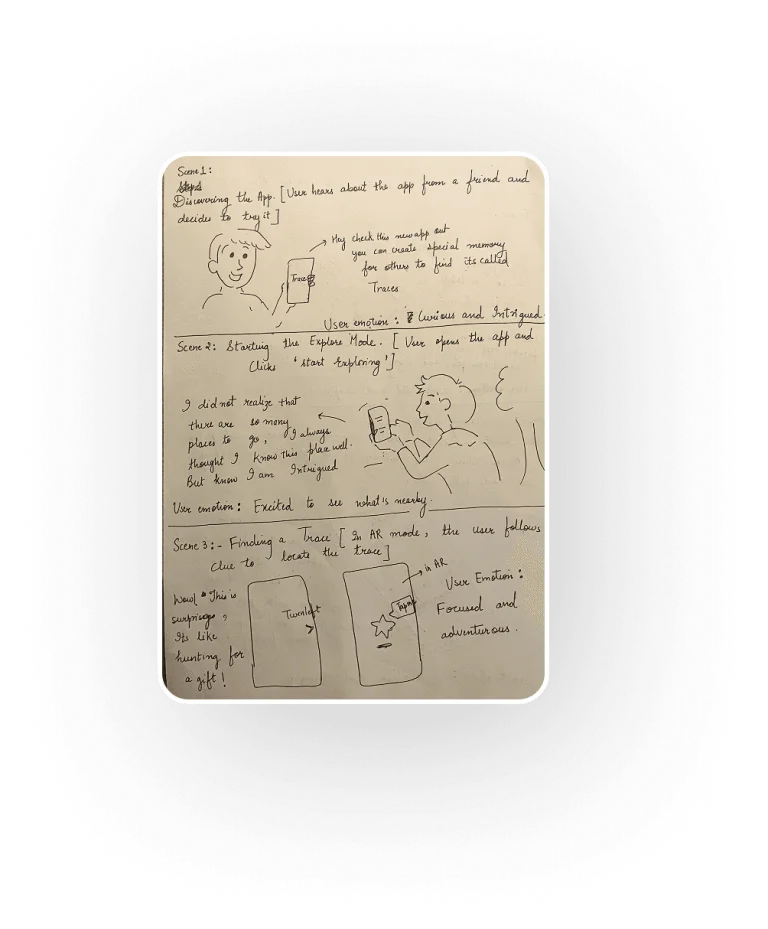 Scene 1:
Discovering the App. [User hears about the app from a friend and
decides to try it]
Hey check this new app out
you can create special memory
for others to find its called
Traces
Traces
User emotion: Curious and Intrigued.
Scene 2: Starting the Explore Mode. [User opens the app and
Clicks 'start Exploring']
I did not realize that
there are so many
places to go, I always
thought I know this place well.
But know I am Intrigued
User emotion: Excited to see what's nearby.
Scene 3:- Finding a Trace [In AR mode, the user follows
clue to locate the trace]
Wow! This is
surprise,
Its like
hunting for
a gift!
Turn left
>
in AR
Tap me
User Emotion:
Focused and
adventurous.